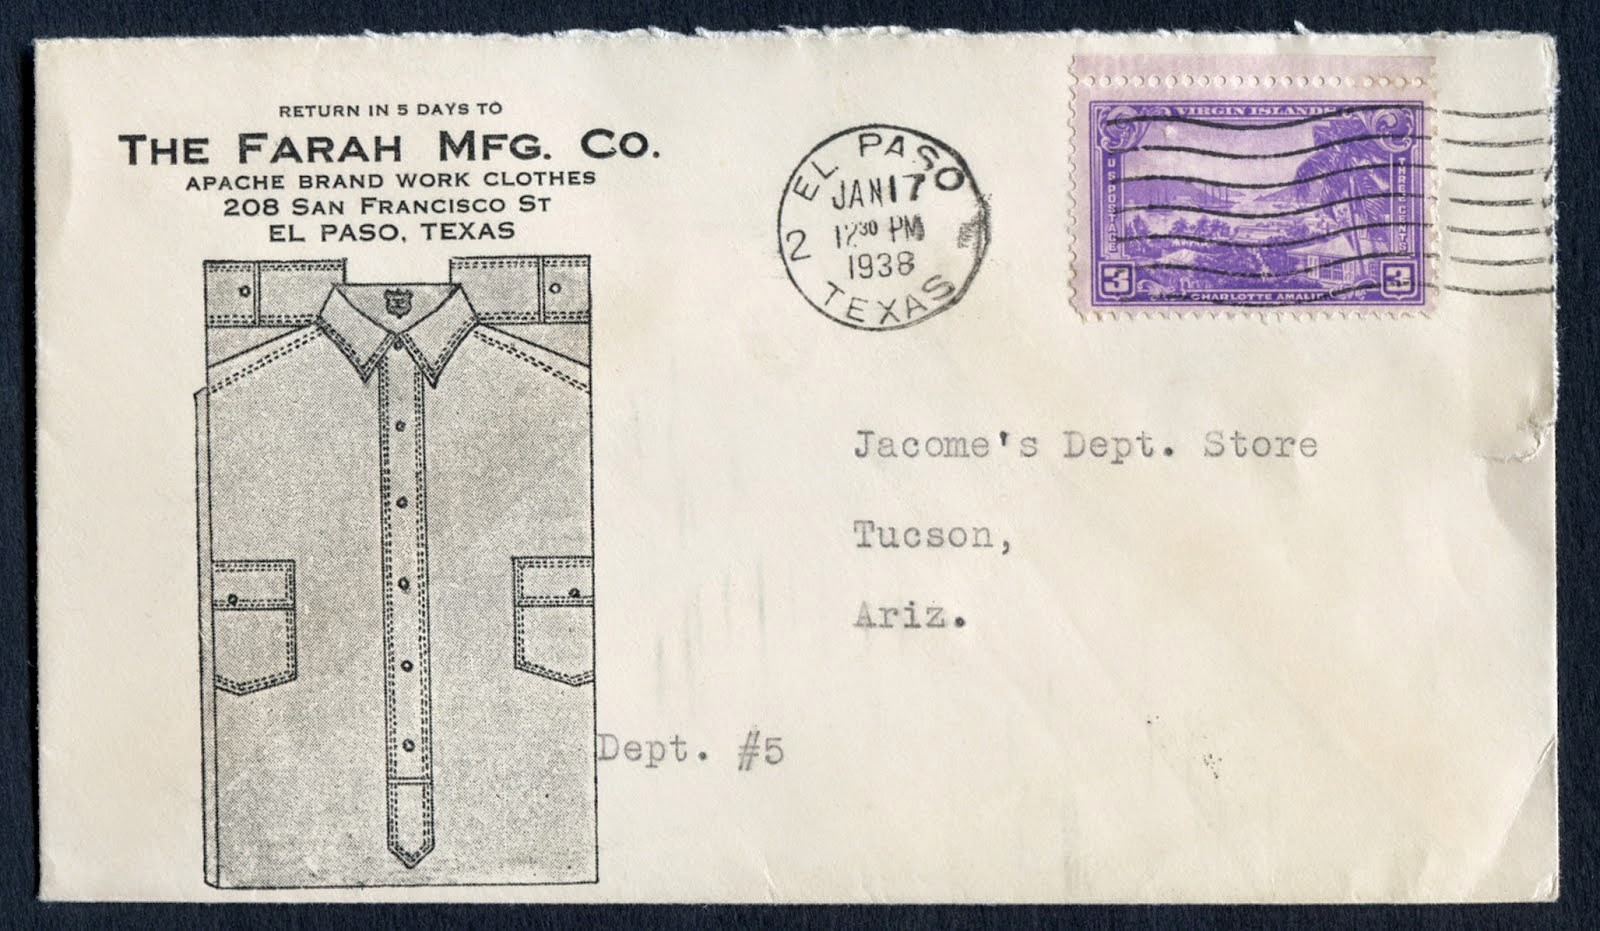 RETURN IN 5 DAYS TO
THE FARAH MFG. CO.
APACHE BRAND WORK CLOTHES
208 SAN FRANCISCO ST
EL PASO, TEXAS
EL PASO
JAN 17
12 30 PM
1938
2
TEXAS
VIRGIN ISLANDS
U S POSTAGE
THREE CENTS
3
3
CHARLOTTE AMALIE
Jacome's Dept. Store
Tucson,
Ariz.
Dept. #5